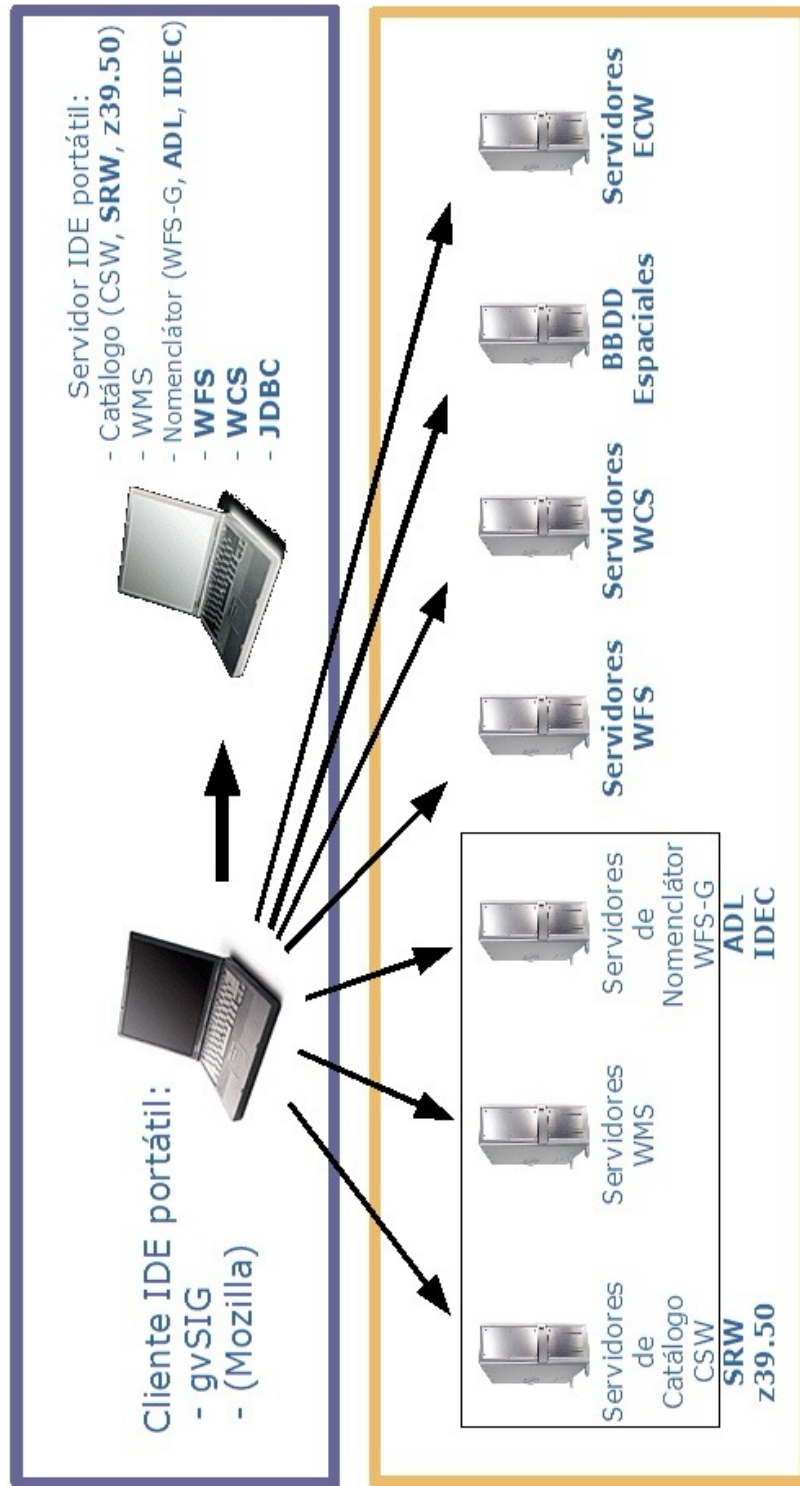 Cliente IDE portátil:
- gvSIG
- (Mozilla)
Servidor IDE portátil:
- Catálogo (CSW, SRW, z39.50)
- WMS
- Nomenclátor (WFS-G, ADL, IDEC)
- WFS
- WCS
- JDBC
Servidores
de
Catálogo
CSW
SRW
z39.50
Servidores
WMS
Servidores
de
Nomenclátor
WFS-G
ADL
IDEC
Servidores
WFS
Servidores
WCS
BBDD
Espaciales
Servidores
ECW